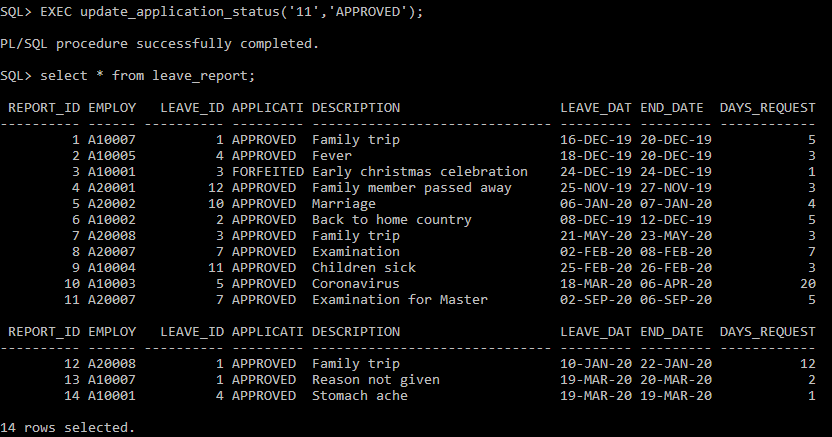 SQL> EXEC update_application_status('11','APPROVED');
PL/SQL procedure successfully completed.
SQL> select * from leave_report;
REPORT_ID EMPLOY   LEAVE_ID APPLICATI DESCRIPTION                    LEAVE_DAT END_DATE  DAYS_REQUEST
---------- ------ ---------- --------- ------------------------------ --------- --------- ------------
1 A10007          1 APPROVED  Family trip                    16-DEC-19 20-DEC-19            5
2 A10005          4 APPROVED  Fever                          18-DEC-19 20-DEC-19            3
3 A10001          3 FORFEITED Early christmas celebration    24-DEC-19 24-DEC-19            1
4 A20001         12 APPROVED  Family member passed away      25-NOV-19 27-NOV-19            3
5 A20002         10 APPROVED  Marriage                       06-JAN-20 07-JAN-20            4
6 A10002          2 APPROVED  Back to home country           08-DEC-19 12-DEC-19            5
7 A20008          3 APPROVED  Family trip                    21-MAY-20 23-MAY-20            3
8 A20007          7 APPROVED  Examination                    02-FEB-20 08-FEB-20            7
9 A10004         11 APPROVED  Children sick                  25-FEB-20 26-FEB-20            3
10 A10003          5 APPROVED  Coronavirus                    18-MAR-20 06-APR-20           20
11 A20007          7 APPROVED  Examination for Master         02-SEP-20 06-SEP-20            5
REPORT_ID EMPLOY   LEAVE_ID APPLICATI DESCRIPTION                    LEAVE_DAT END_DATE  DAYS_REQUEST
---------- ------ ---------- --------- ------------------------------ --------- --------- ------------
12 A20008          1 APPROVED  Family trip                    10-JAN-20 22-JAN-20           12
13 A10007          1 APPROVED  Reason not given               19-MAR-20 20-MAR-20            2
14 A10001          4 APPROVED  Stomach ache                   19-MAR-20 19-MAR-20            1
14 rows selected.